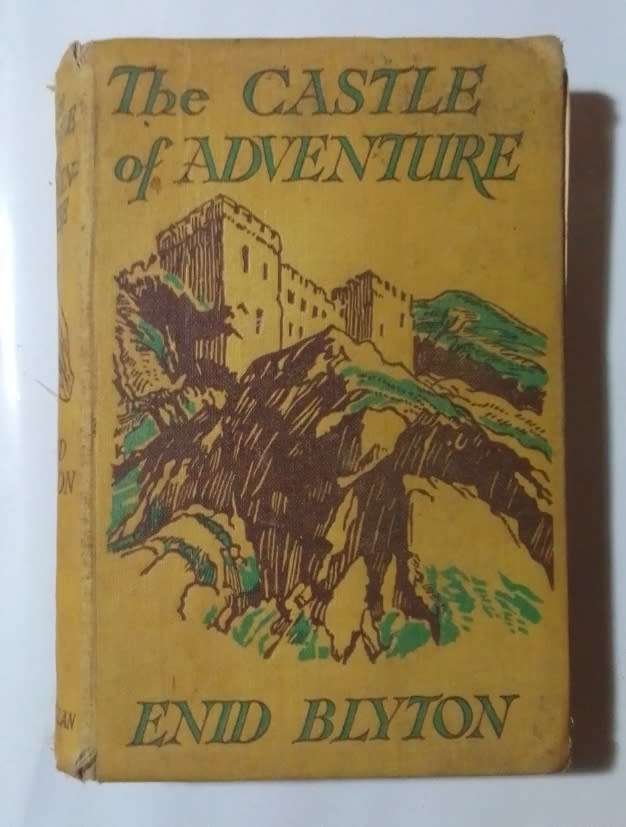 The CASTLE
of ADVENTURE
ENID BLYTON